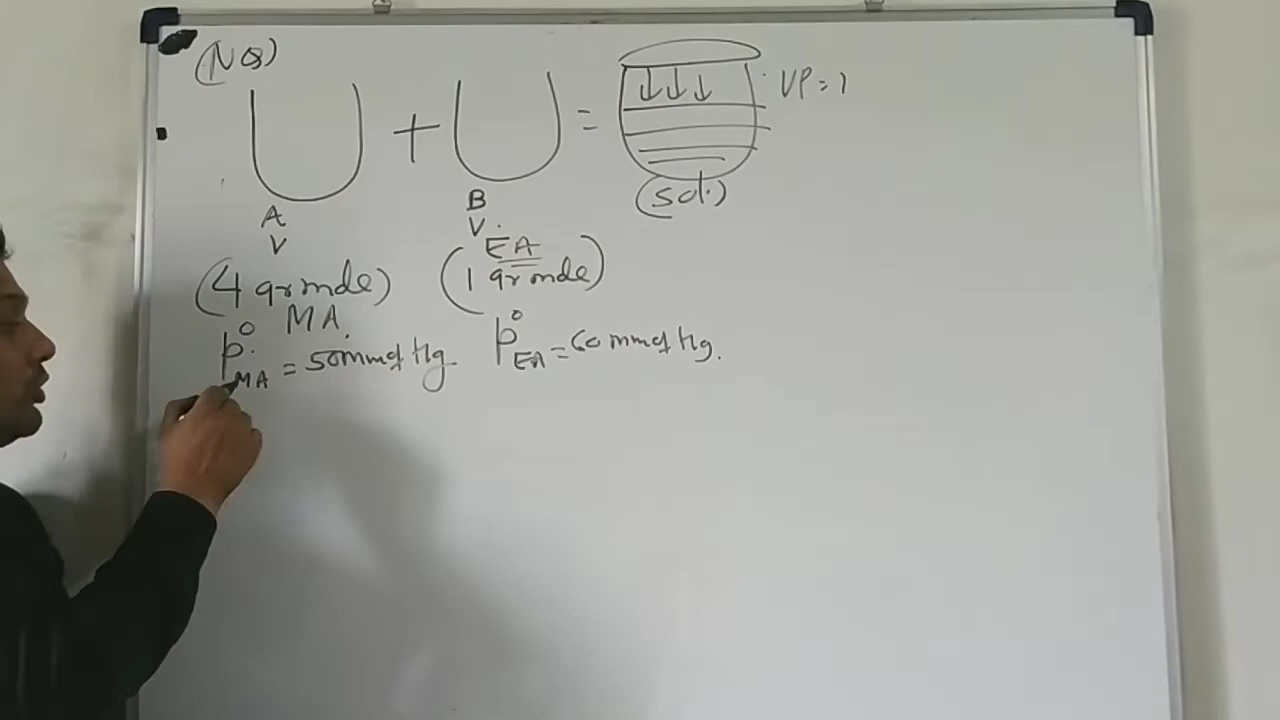 (NQ)
+ = VP = 1
A B (sol.)
V V.
EA
(4 gr mole) (1 gr mole)
MA.
p°MA = 50 mm of Hg p°EA = 60 mm of Hg.